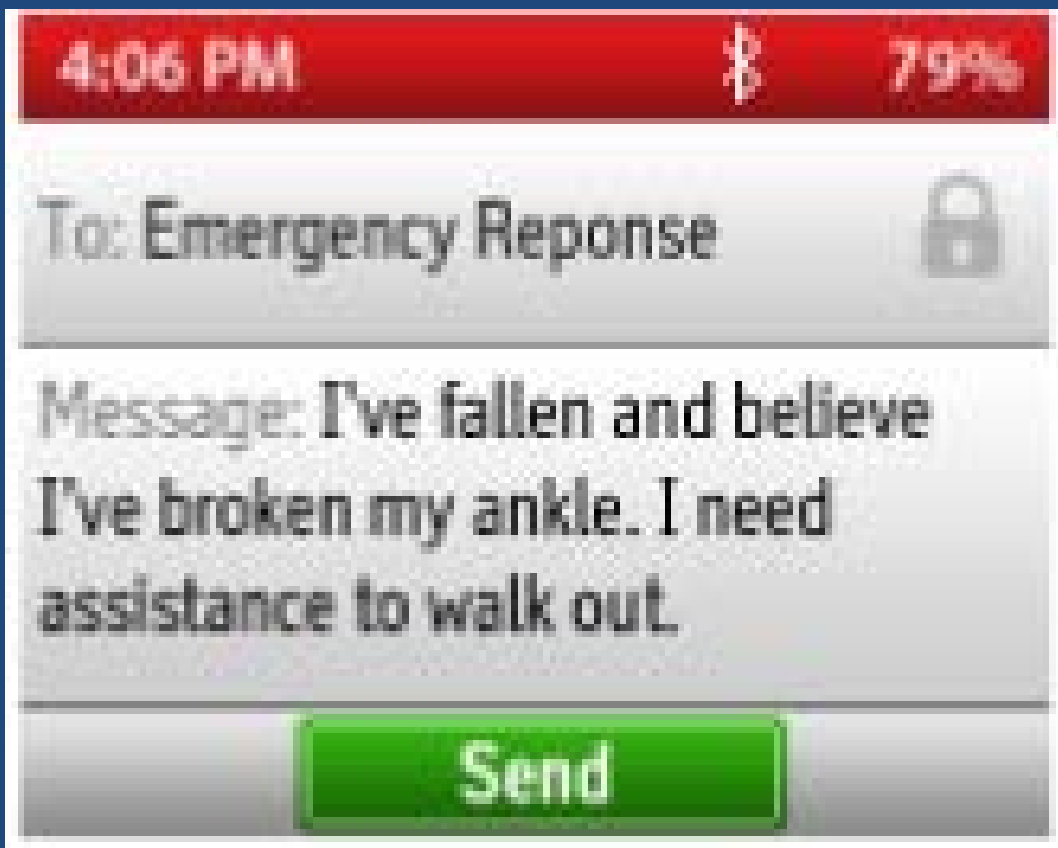 4:06 PM 79%
To: Emergency Reponse
Message: I've fallen and believe
I've broken my ankle. I need
assistance to walk out.
Send